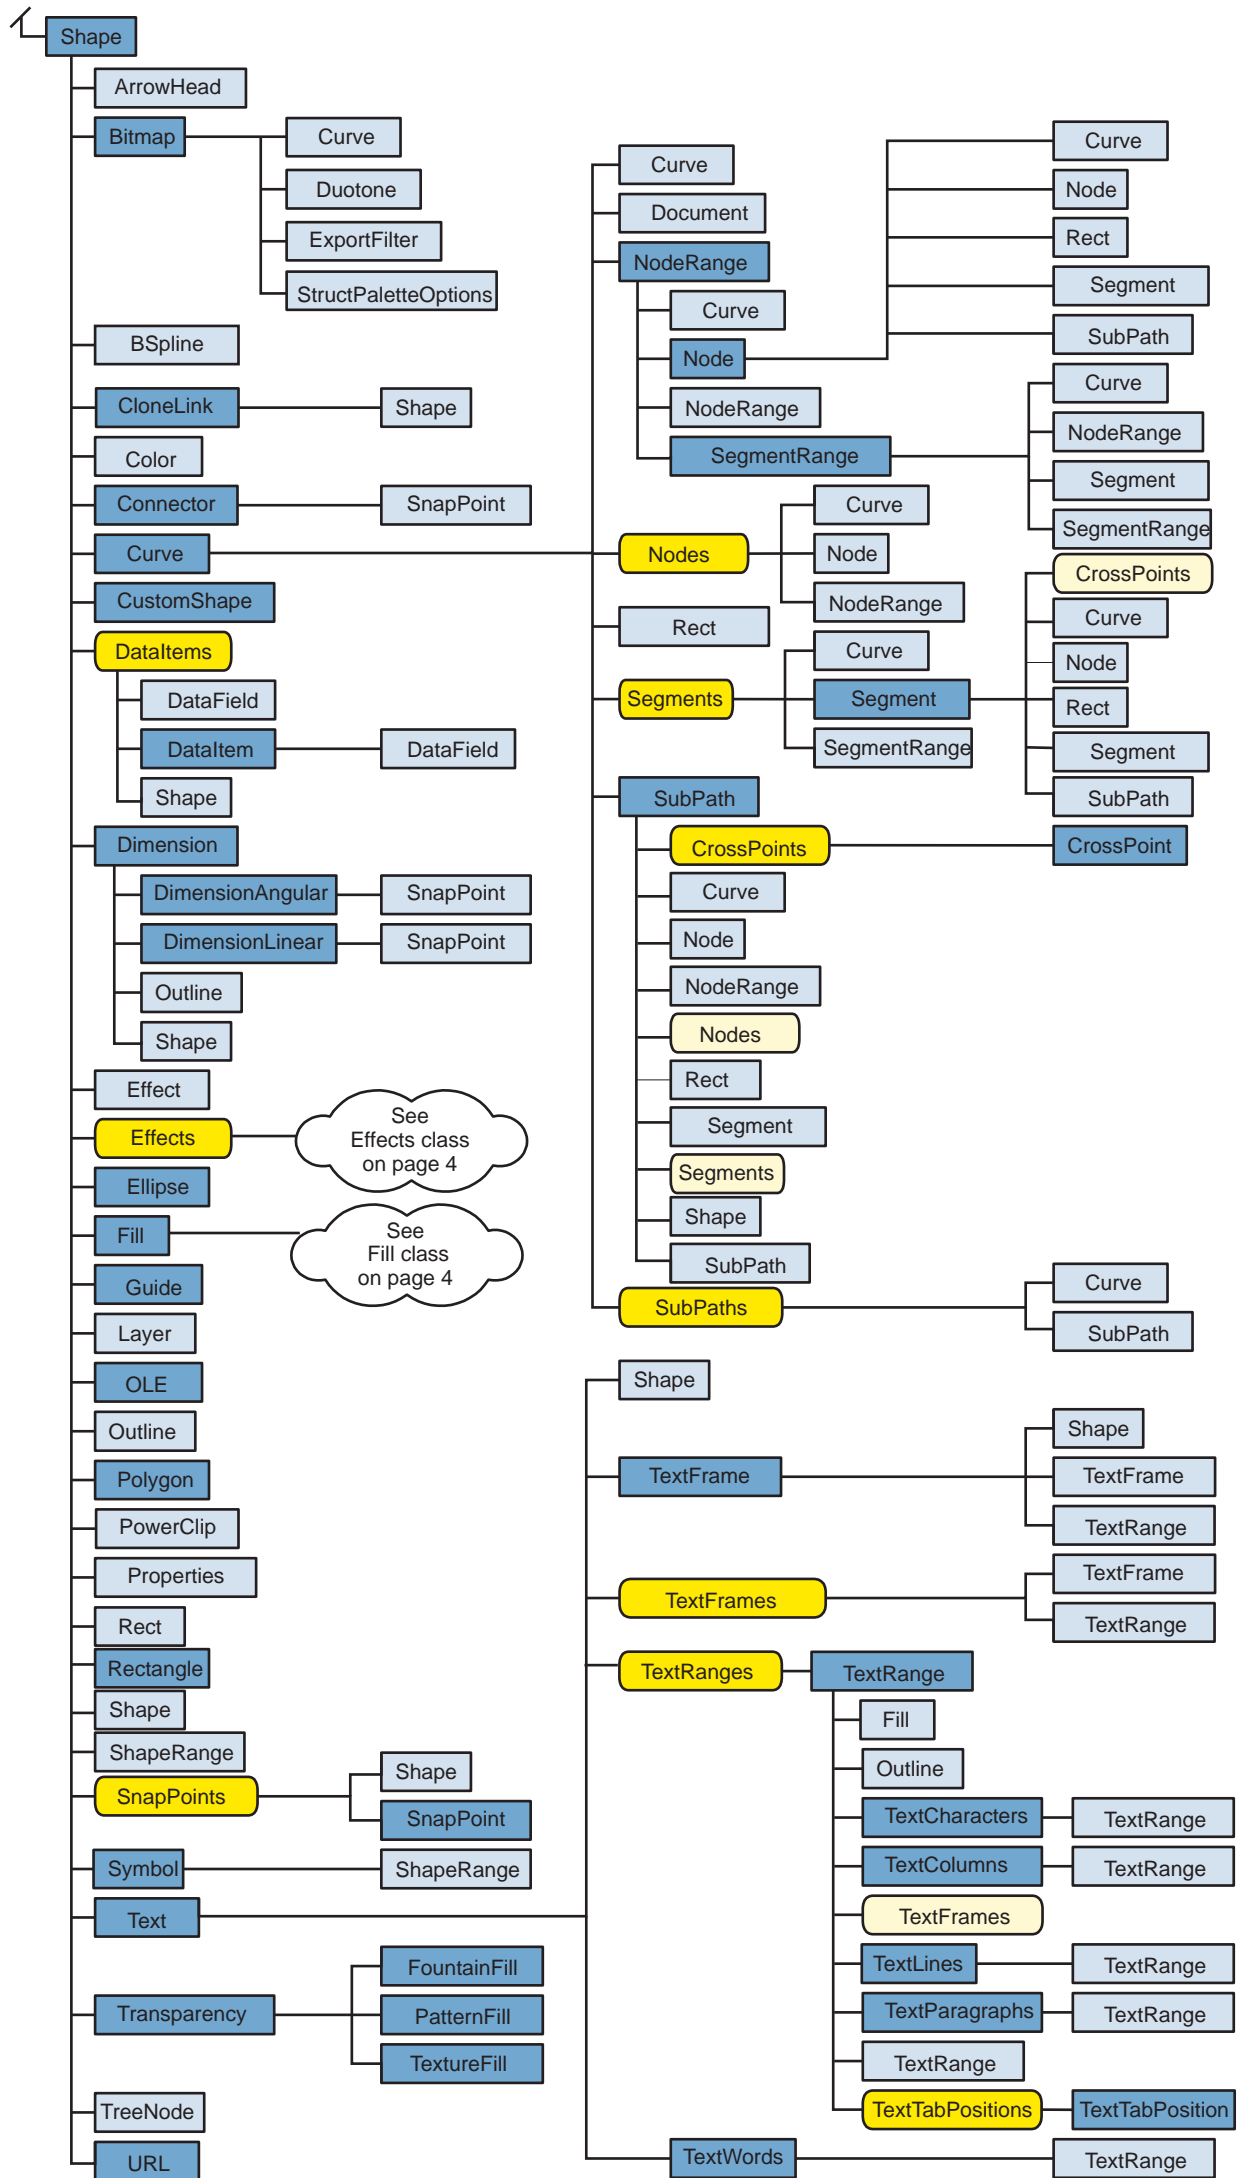 Shape
ArrowHead
Bitmap
Curve
Duotone
ExportFilter
StructPaletteOptions
BSpline
CloneLink
Shape
Color
Connector
SnapPoint
Curve
CustomShape
DataItems
DataField
DataItem
DataField
Shape
Dimension
DimensionAngular
SnapPoint
DimensionLinear
SnapPoint
Outline
Shape
Effect
Effects
See
Effects class
on page 4
Ellipse
Fill
See
Fill class
on page 4
Guide
Layer
OLE
Outline
Polygon
PowerClip
Properties
Rect
Rectangle
Shape
ShapeRange
SnapPoints
Shape
SnapPoint
Symbol
ShapeRange
Text
Transparency
FountainFill
PatternFill
TextureFill
TreeNode
URL
Curve
Document
NodeRange
Curve
Node
Curve
Node
Rect
Segment
SubPath
NodeRange
SegmentRange
Curve
NodeRange
Segment
SegmentRange
Nodes
Curve
Node
NodeRange
Rect
Segments
Curve
Segment
CrossPoints
Curve
Node
Rect
Segment
SubPath
SegmentRange
SubPath
CrossPoints
CrossPoint
Curve
Node
NodeRange
Nodes
Rect
Segment
Segments
Shape
SubPath
SubPaths
Curve
SubPath
Shape
TextFrame
Shape
TextFrame
TextRange
TextFrames
TextFrame
TextRange
TextRanges
TextRange
Fill
Outline
TextCharacters
TextRange
TextColumns
TextRange
TextFrames
TextLines
TextRange
TextParagraphs
TextRange
TextRange
TextTabPositions
TextTabPosition
TextWords
TextRange